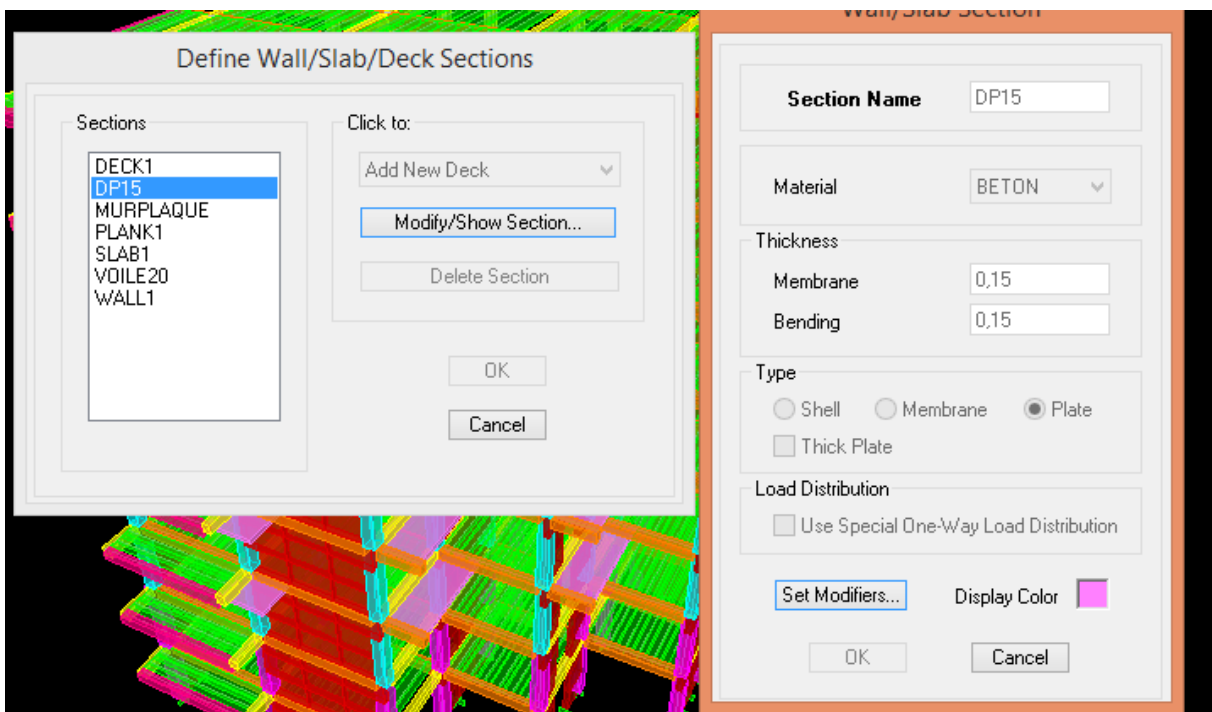 Define Wall/Slab/Deck Sections
Sections
DECK1
DP15
MURPLAQUE
PLANK1
SLAB1
VOILE20
WALL1
Click to:
Add New Deck
Modify/Show Section...
Delete Section
OK
Cancel
Wall/Slab Section
Section Name DP15
Material BETON
Thickness
Membrane 0,15
Bending 0,15
Type
Shell Membrane Plate
Thick Plate
Load Distribution
Use Special One-Way Load Distribution
Set Modifiers... Display Color
OK Cancel